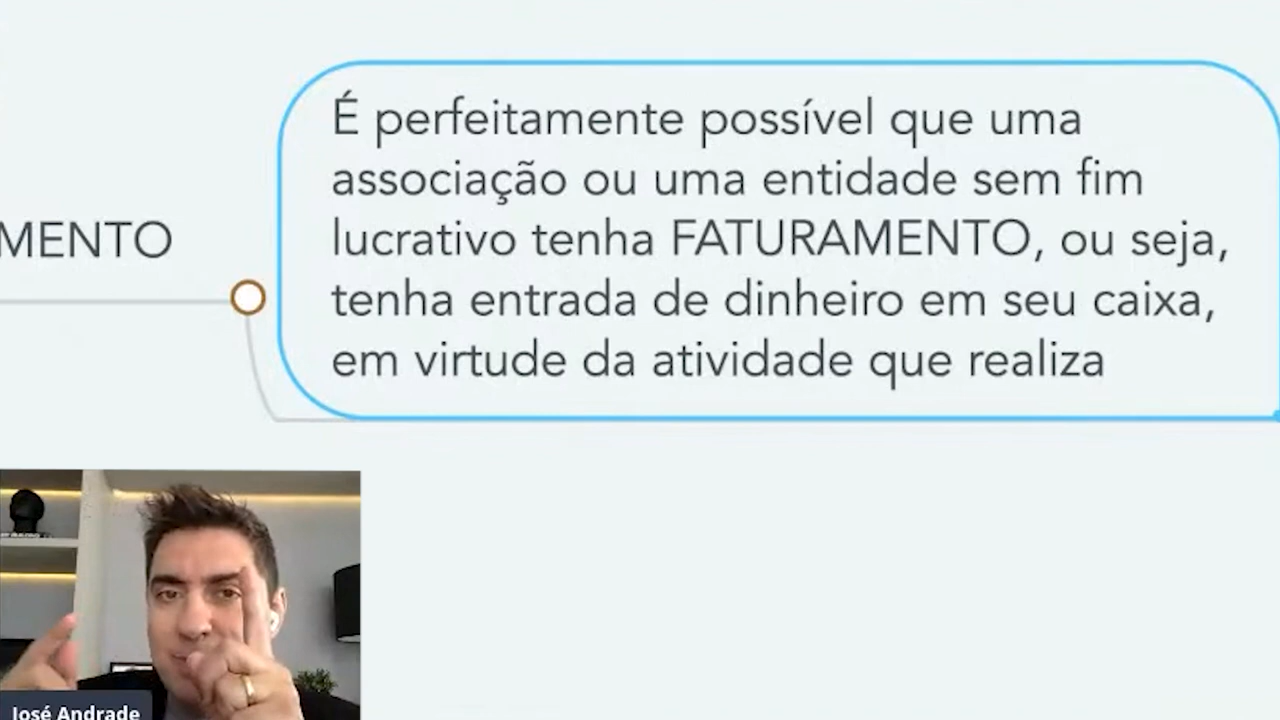 É perfeitamente possível que uma
associação ou uma entidade sem fim
MENTO
lucrativo tenha FATURAMENTO, ou seja,
tenha entrada de dinheiro em seu caixa,
em virtude da atividade que realiza
José Andrade